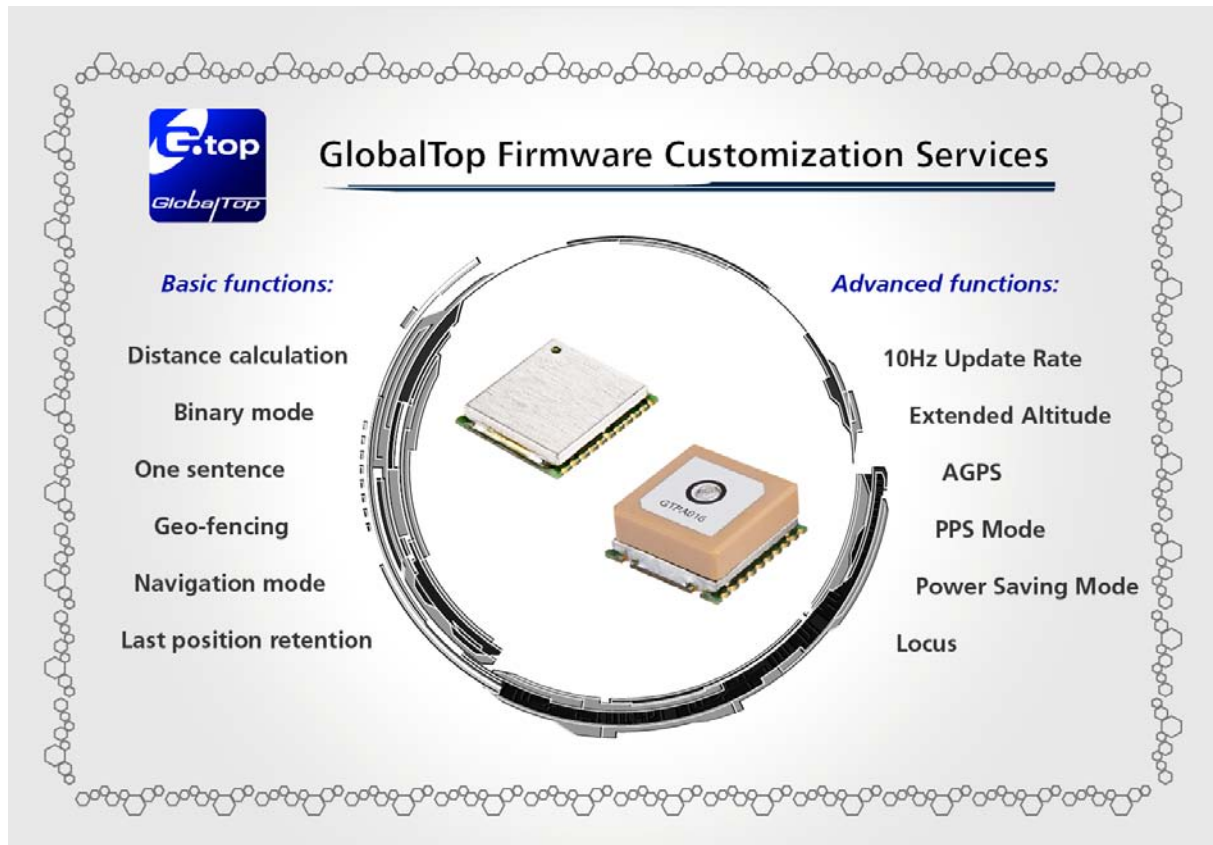 G.top
GlobalTop
GlobalTop Firmware Customization Services
Basic functions:
Distance calculation
Binary mode
One sentence
Geo-fencing
Navigation mode
Last position retention
GTPA016
Advanced functions:
10Hz Update Rate
Extended Altitude
AGPS
PPS Mode
Power Saving Mode
Locus